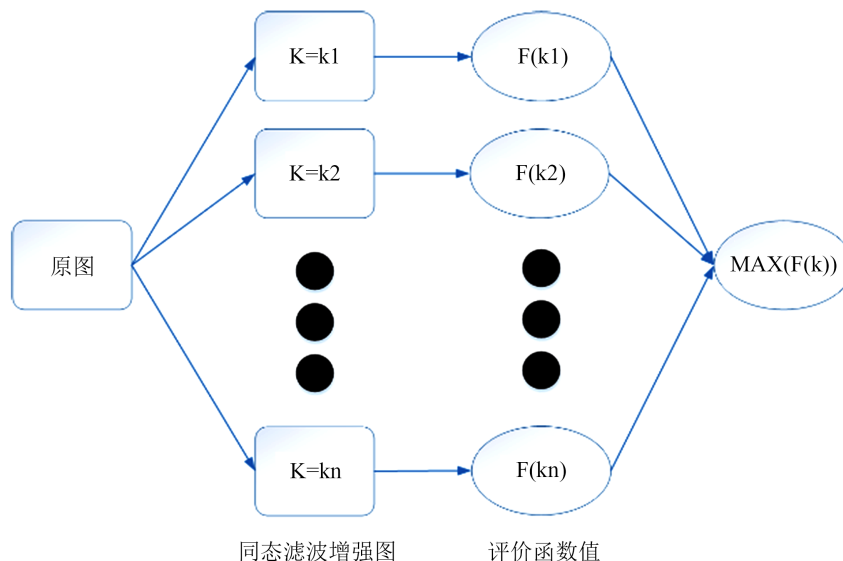 K=k1
F(k1)
K=k2
F(k2)
原图
MAX(F(k))
K=kn
F(kn)
同态滤波增强图
评价函数值